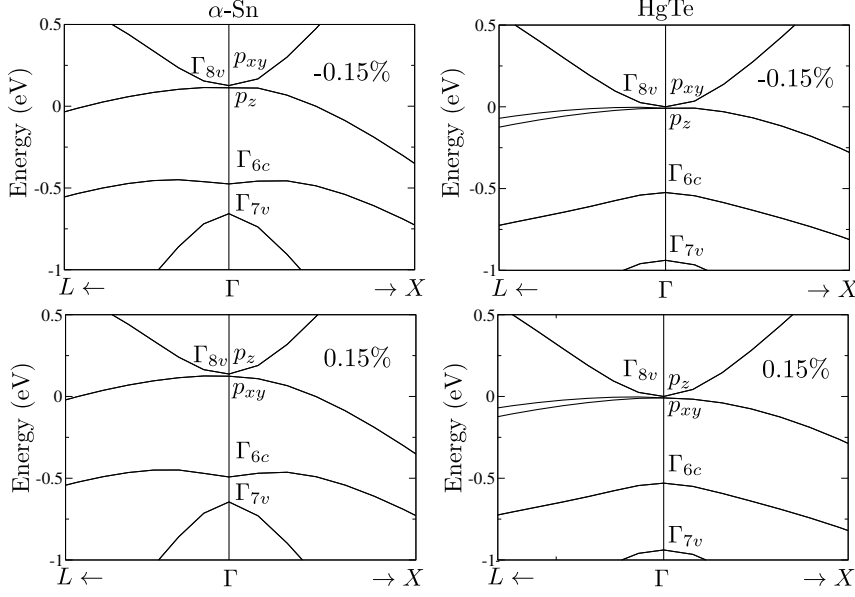 α-Sn
HgTe
Energy (eV)
0.5
0
-0.5
-1
Γ8v
pxy
pz
-0.15%
Γ6c
Γ7v
L ←
Γ
→ X
Energy (eV)
0.5
0
-0.5
-1
Γ8v
pxy
pz
-0.15%
Γ6c
Γ7v
L ←
Γ
→ X
Energy (eV)
0.5
0
-0.5
-1
Γ8v
pz
pxy
0.15%
Γ6c
Γ7v
L ←
Γ
→ X
Energy (eV)
0.5
0
-0.5
-1
Γ8v
pz
pxy
0.15%
Γ6c
Γ7v
L ←
Γ
→ X